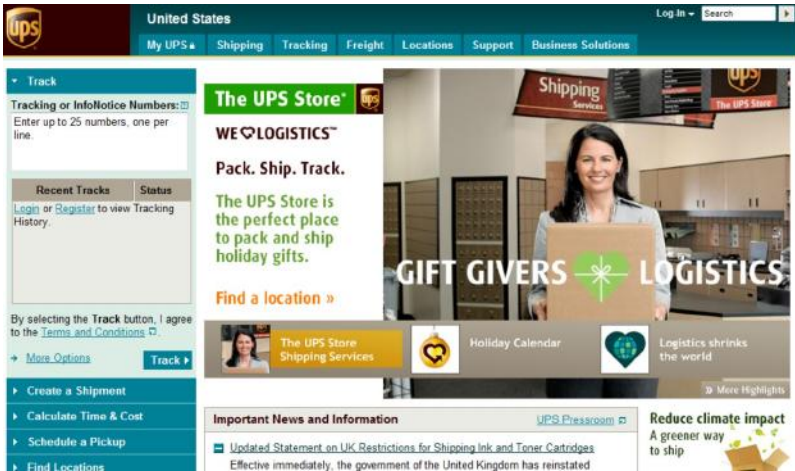 ups
United States
Log-In
Search
My UPS
Shipping
Tracking
Freight
Locations
Support
Business Solutions
Track
Tracking or InfoNotice Numbers:
Enter up to 25 numbers, one per
line.
Recent Tracks
Status
Login or Register to view Tracking
History.
By selecting the Track button, I agree
to the Terms and Conditions
More Options
Track
Create a Shipment
Calculate Time & Cost
Schedule a Pickup
Find Locations
The UPS Store
ups
WE LOGISTICS™
Pack. Ship. Track.
The UPS Store is
the perfect place
to pack and ship
holiday gifts.
Find a location »
Shipping
Services
ups
The UPS Store
GIFT GIVERS LOGISTICS
The UPS Store
Shipping Services
Holiday Calendar
Logistics shrinks
the world
» More Highlights
Important News and Information
UPS Pressroom
Updated Statement on UK Restrictions for Shipping Ink and Toner Cartridges
Effective immediately, the government of the United Kingdom has reinstated
Reduce climate impact
A greener way
to ship